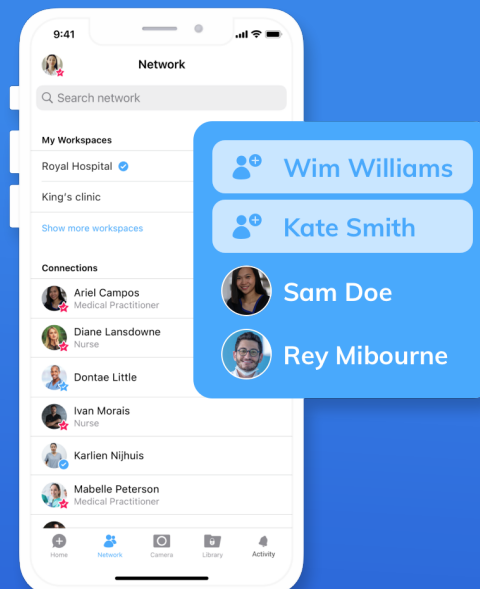 9:41
Network
Search network
My Workspaces
Royal Hospital
King's clinic
Show more workspaces
Connections
Ariel Campos
Medical Practitioner
Diane Lansdowne
Nurse
Dontae Little
Ivan Morais
Nurse
Karlien Nijhuis
Mabelle Peterson
Medical Practitioner
Home
Network
Camera
Library
Activity
Wim Williams
Kate Smith
Sam Doe
Rey Mibourne